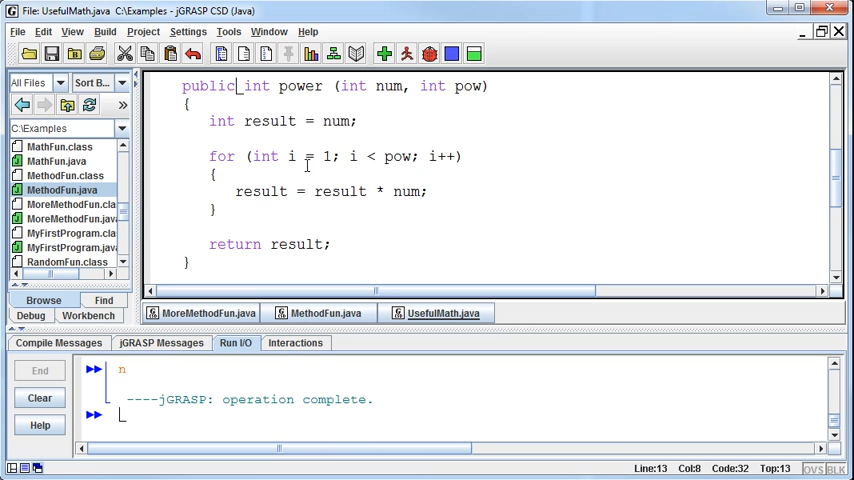 File: UsefulMath.java C:\Examples - jGRASP CSD (Java)
File Edit View Build Project Settings Tools Window Help
All Files Sort B...
C:\Examples
MathFun.class
MathFun.java
MethodFun.class
MethodFun.java
MoreMethodFun.cla
MoreMethodFun.java
MyFirstProgram.class
MyFirstProgram.java
RandomFun.class
Browse Find
Debug Workbench
public int power (int num, int pow)
{
int result = num;
for (int i = 1; i < pow; i++)
{
result = result * num;
}
return result;
}
MoreMethodFun.java MethodFun.java UsefulMath.java
Compile Messages jGRASP Messages Run I/O Interactions
End
Clear
Help
n
----jGRASP: operation complete.
Line:13 Col:8 Code:32 Top:13 OVS BLK